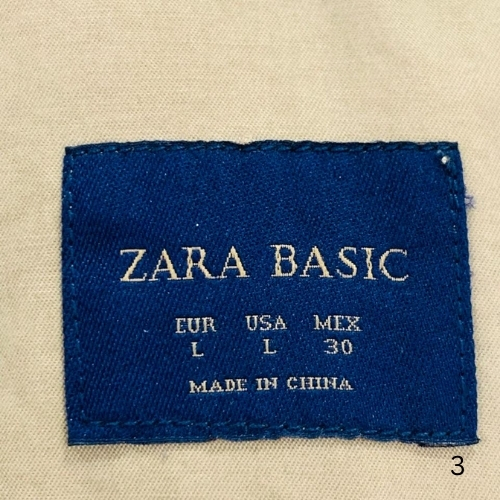 ZARA BASIC
EUR USA MEX
L L 30
MADE IN CHINA
3